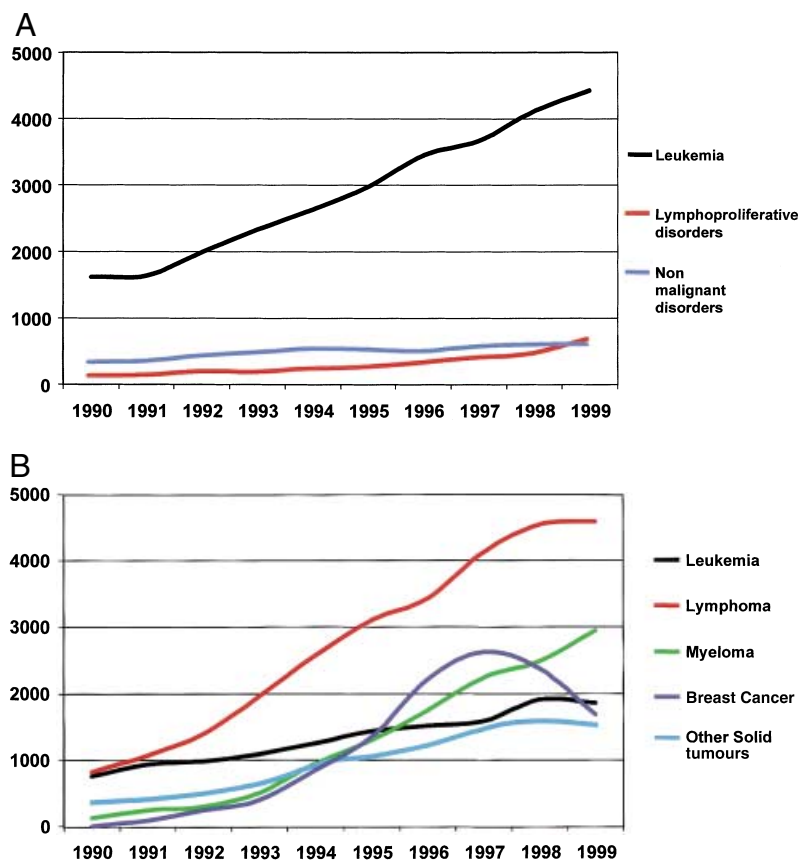 A
5000
4000
3000
2000
1000
0
1990 1991 1992 1993 1994 1995 1996 1997 1998 1999
Leukemia
Lymphoproliferative
disorders
Non
malignant
disorders
B
5000
4000
3000
2000
1000
0
1990 1991 1992 1993 1994 1995 1996 1997 1998 1999
Leukemia
Lymphoma
Myeloma
Breast Cancer
Other Solid
tumours